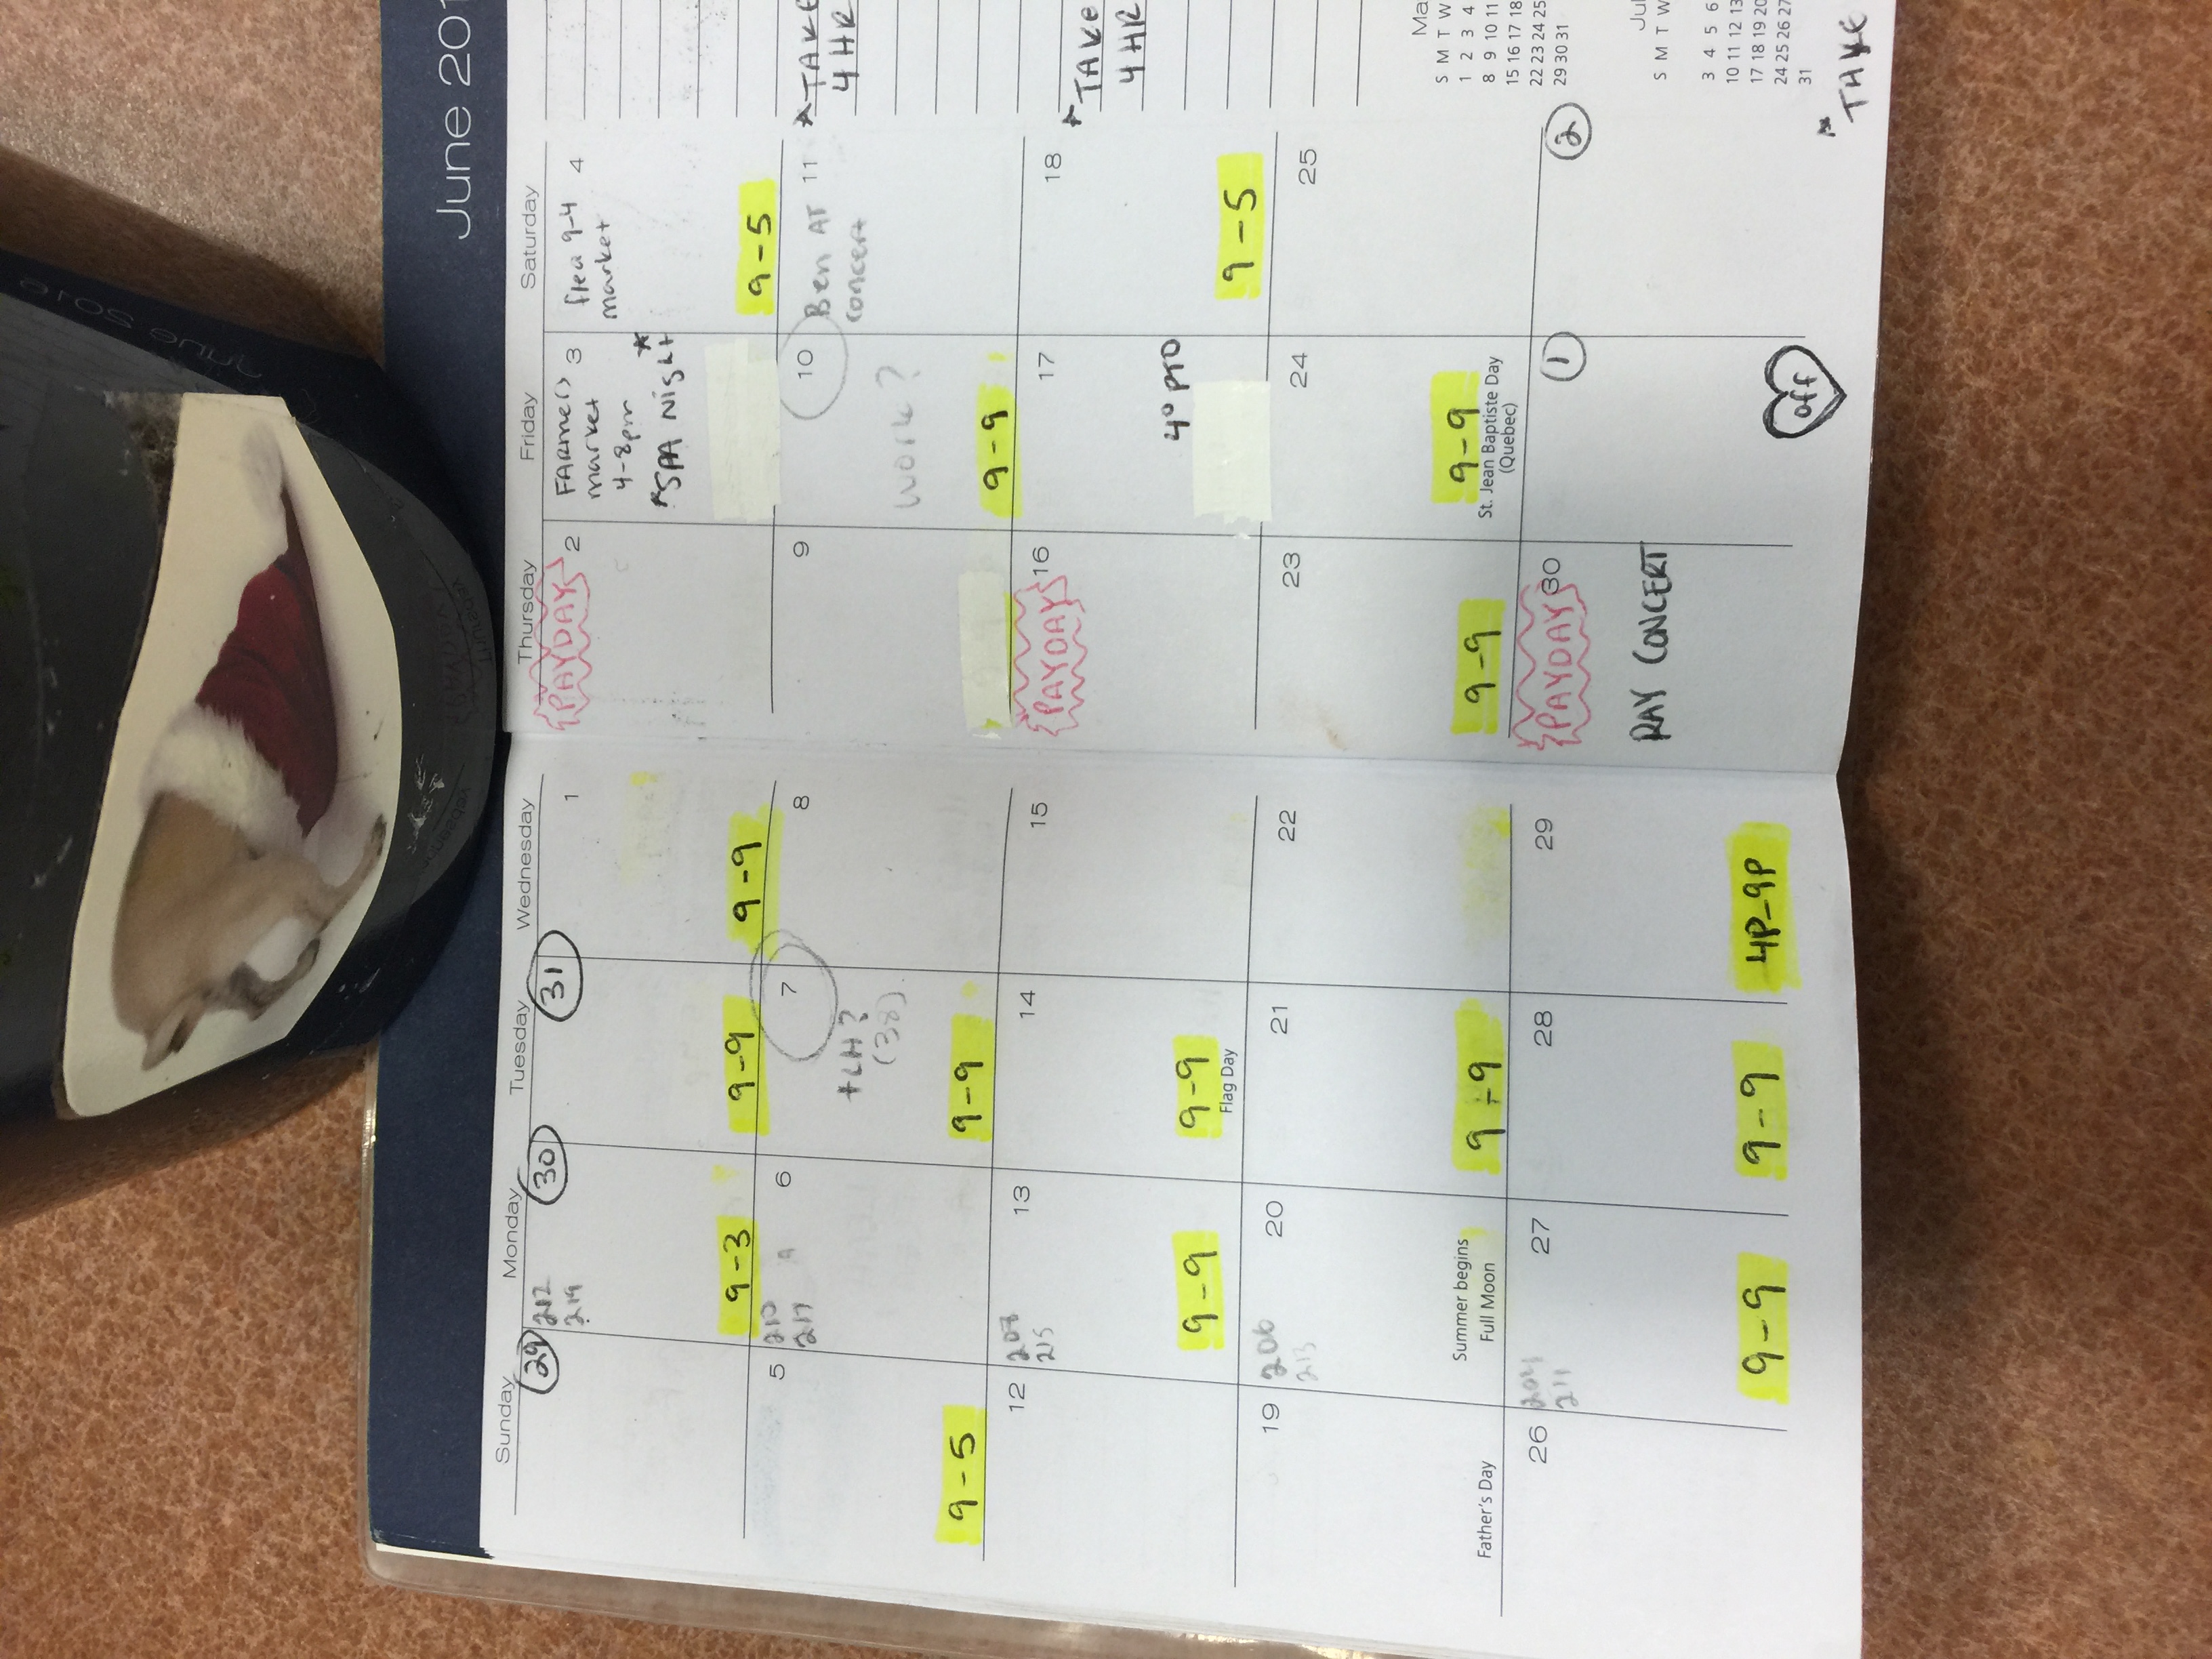 June 201
Sunday Monday Tuesday Wednesday Thursday Friday Saturday
29
212
219
30
31
1
PAYDAY
2
FARMERS
market
4-8pm
*SPA Night*
3
flea 9-4
market
4
9-3
9-9
9-9
9-5
5
210
217
6
7
+LH?
(38)
8
9
10
work?
Ben AT
concert
11
* TAKE
4 HR
9-5
9-9
9-9
12
208
215
13
14
15
PAYDAY
16
17
4º PTO
18
* TAKE
4 HR
9-9
9-9
Flag Day
9-5
19
206
213
20
21
22
23
24
25
Father's Day
Summer begins
Full Moon
9-9
9-9
9-9
St. Jean Baptiste Day
(Quebec)
26
204
211
27
28
29
PAYDAY
30
RAY CONCERT
1
2
9-9
9-9
4P-9P
off
Ma
S M T W
1 2 3 4
8 9 10 11
15 16 17 18
22 23 24 25
29 30 31
Jul
S M T W
3 4 5 6
10 11 12 13
17 18 19 20
24 25 26 27
31
* TAKE